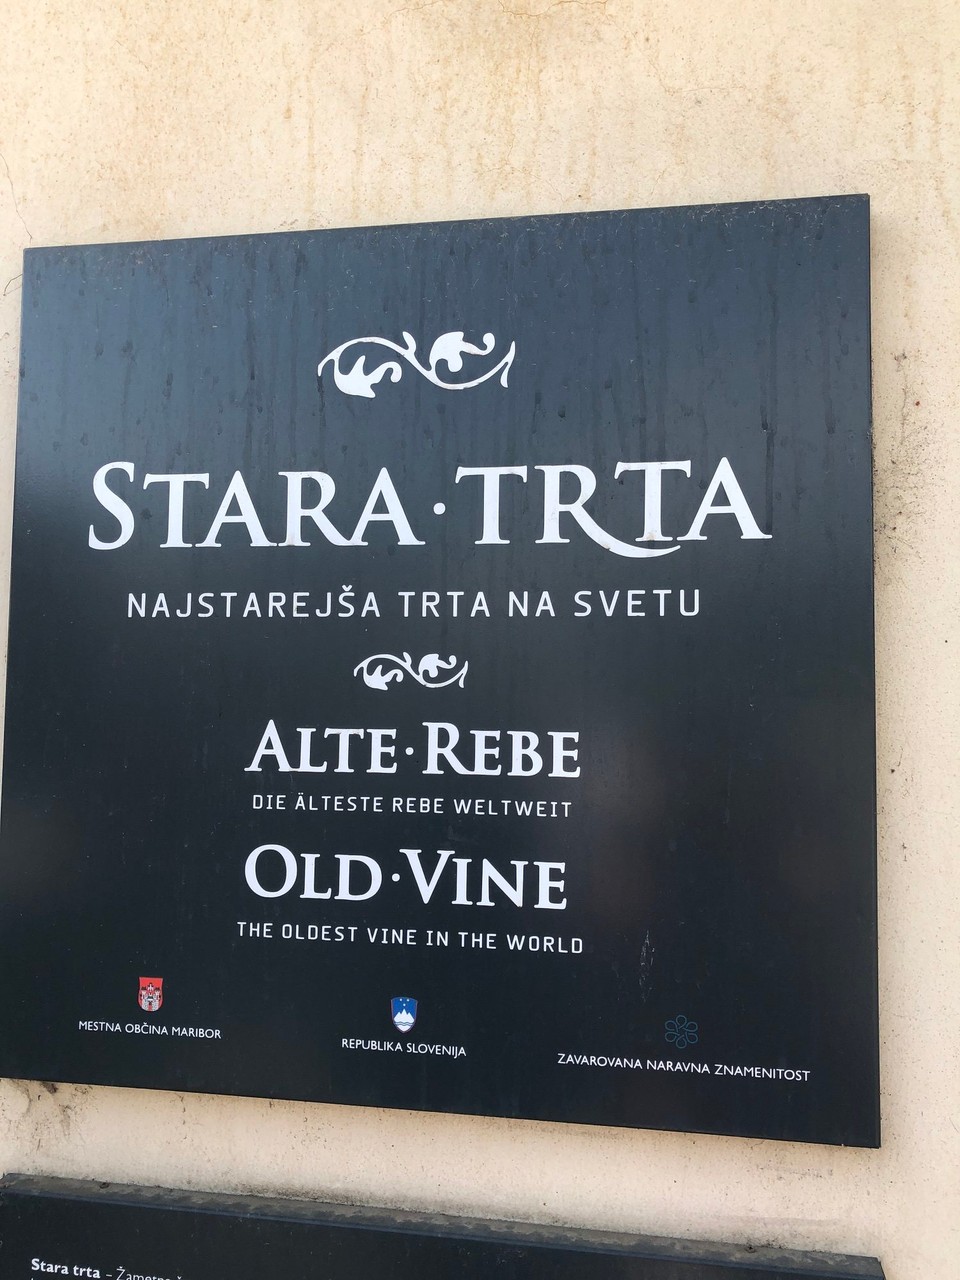 STARA·TRTA
NAJSTAREJŠA TRTA NA SVETU
ALTE·REBE
DIE ÄLTESTE REBE WELTWEIT
OLD·VINE
THE OLDEST VINE IN THE WORLD
MESTNA OBČINA MARIBOR
REPUBLIKA SLOVENIJA
ZAVAROVANA NARAVNA ZNAMENITOST
Stara trta –